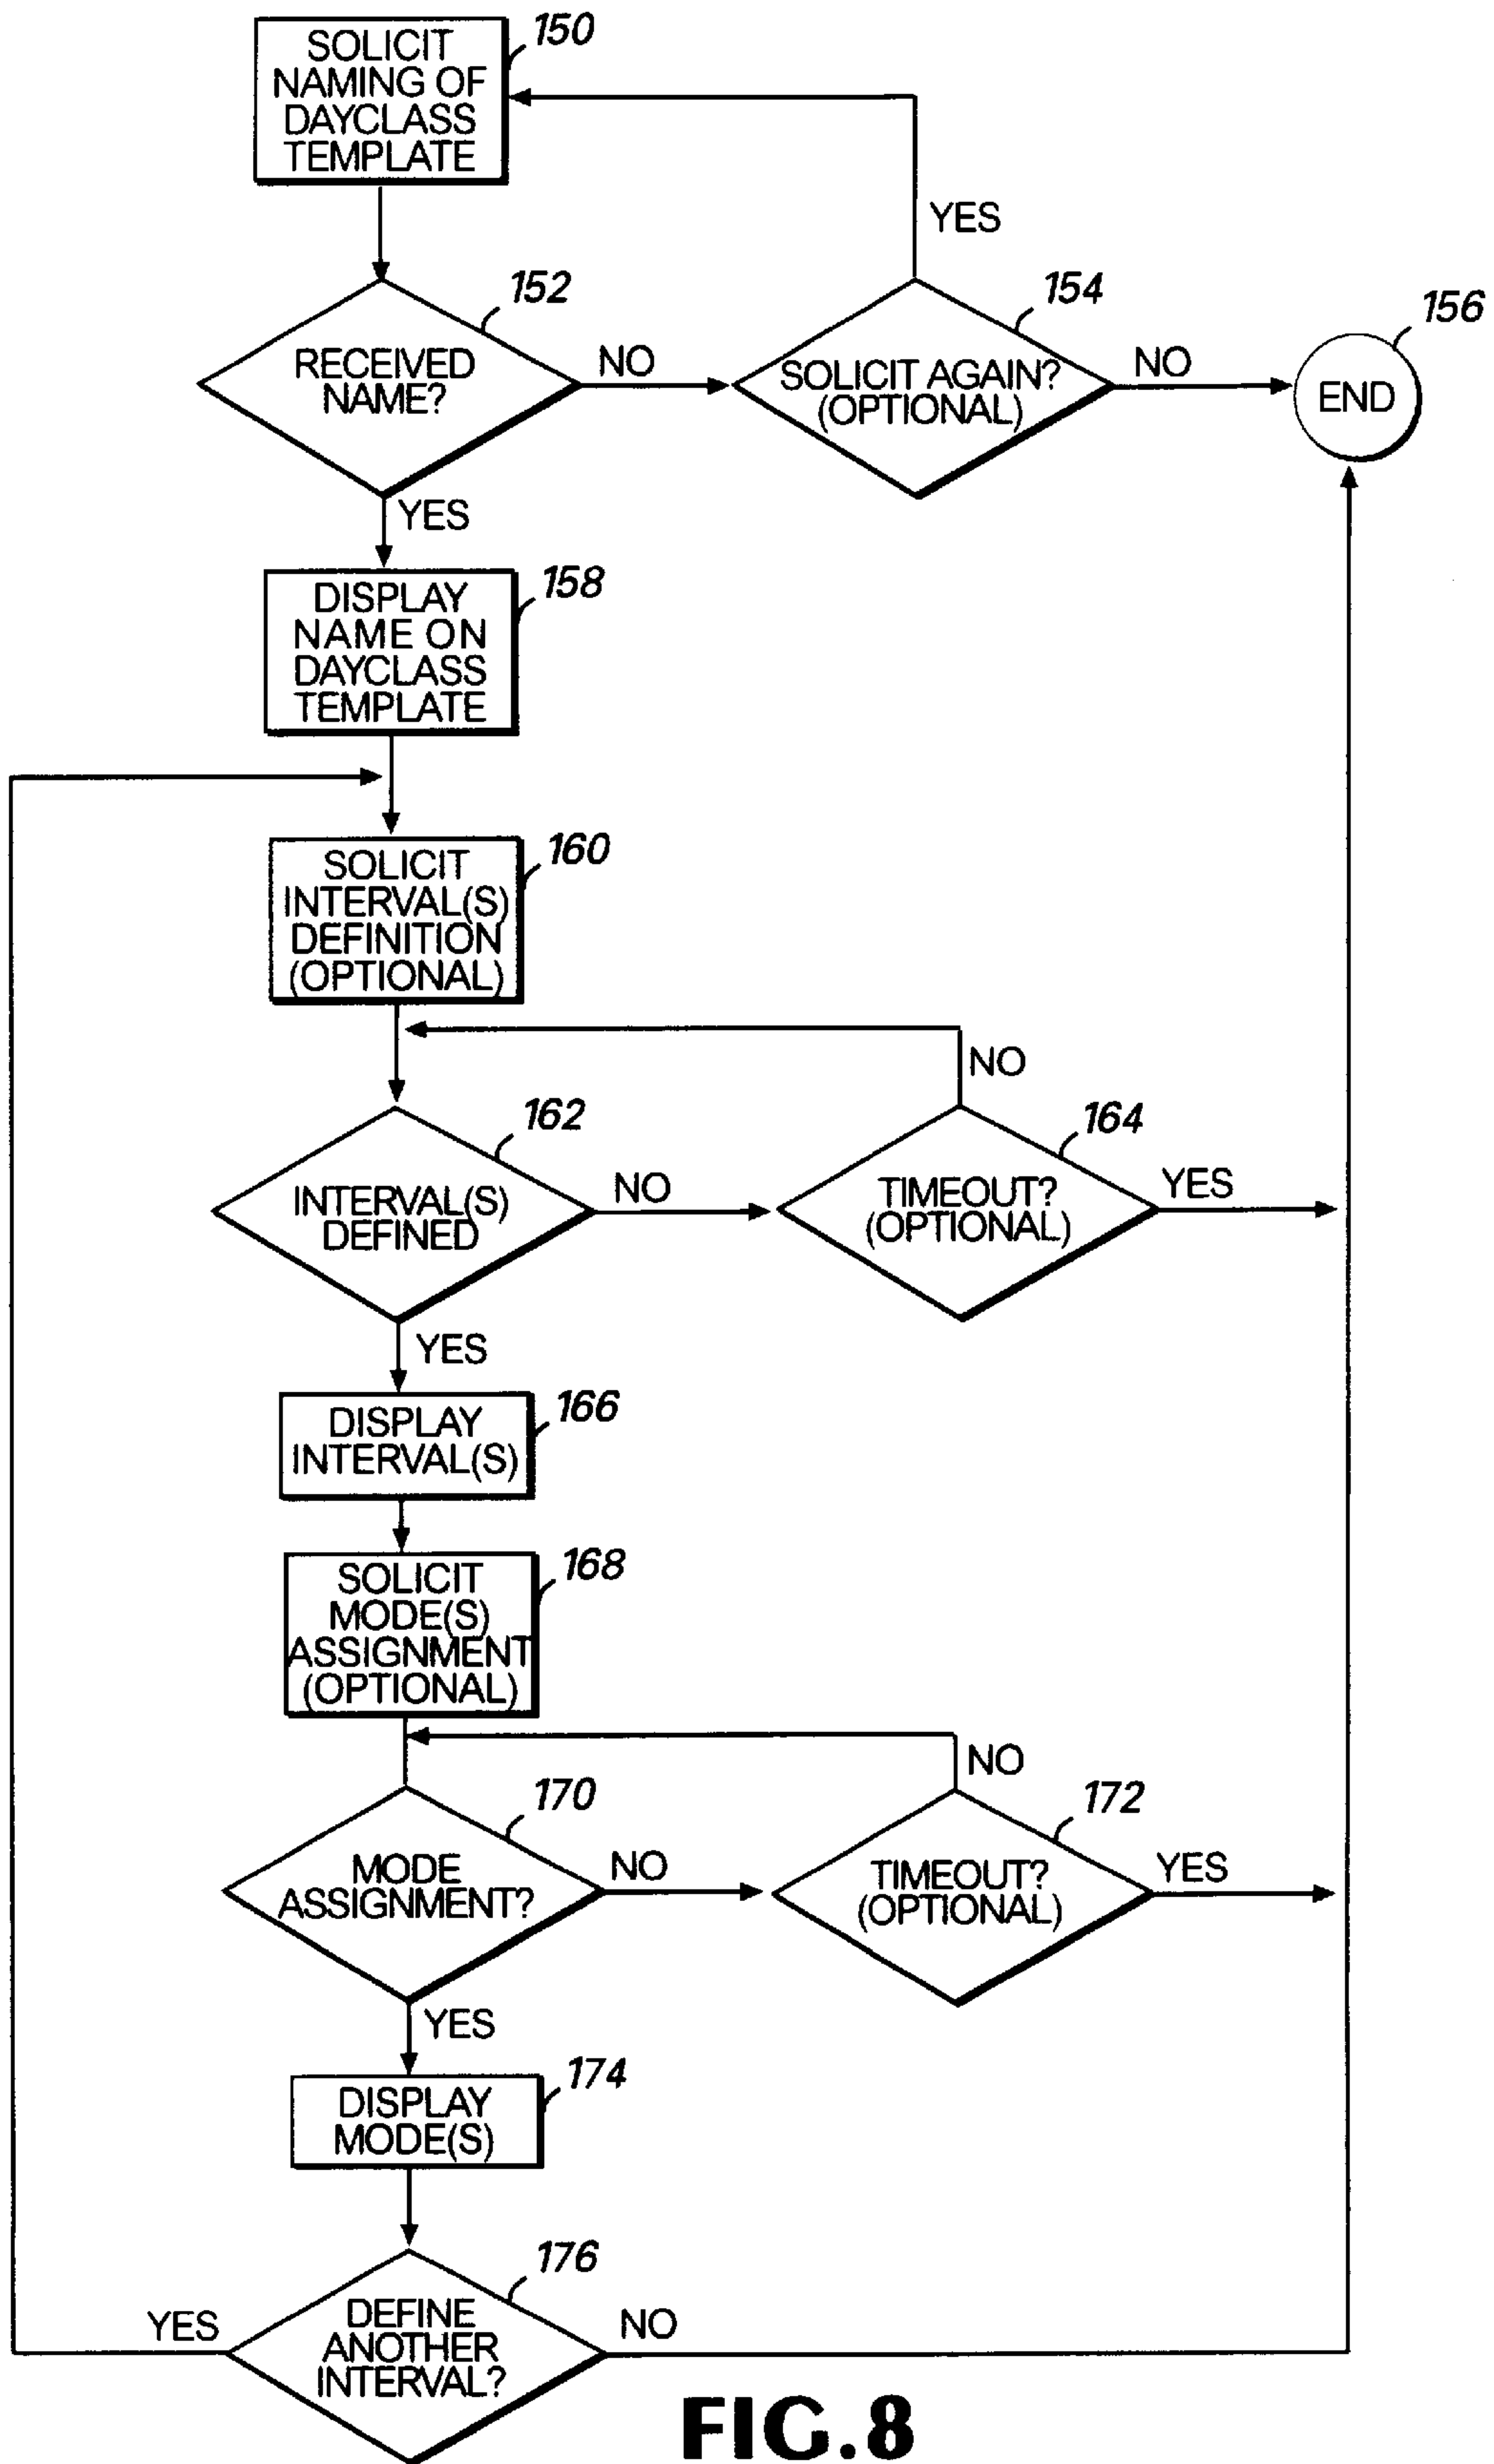 150
SOLICIT
NAMING OF
DAYCLASS
TEMPLATE
YES
152
RECEIVED
NAME?
NO
154
SOLICIT AGAIN?
(OPTIONAL)
NO
156
END
YES
158
DISPLAY
NAME ON
DAYCLASS
TEMPLATE
160
SOLICIT
INTERVAL(S)
DEFINITION
(OPTIONAL)
NO
162
INTERVAL(S)
DEFINED
NO
164
TIMEOUT?
(OPTIONAL)
YES
YES
166
DISPLAY
INTERVAL(S)
168
SOLICIT
MODE(S)
ASSIGNMENT
(OPTIONAL)
NO
170
MODE
ASSIGNMENT?
NO
172
TIMEOUT?
(OPTIONAL)
YES
YES
174
DISPLAY
MODE(S)
176
YES
DEFINE
ANOTHER
INTERVAL?
NO
FIG.8